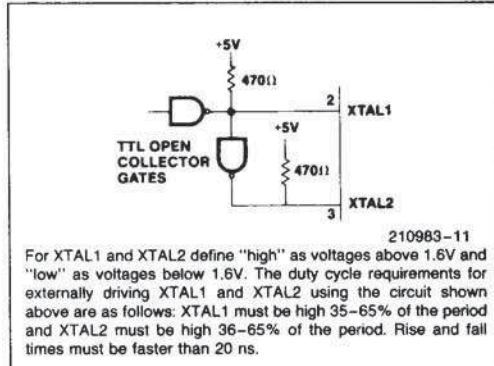 +5V
470Ω
2
XTAL1
+5V
TTL OPEN
COLLECTOR
GATES
470Ω
XTAL2
3
210983-11
For XTAL1 and XTAL2 define "high" as voltages above 1.6V and
"low" as voltages below 1.6V. The duty cycle requirements for
externally driving XTAL1 and XTAL2 using the circuit shown
above are as follows: XTAL1 must be high 35-65% of the period
and XTAL2 must be high 36-65% of the period. Rise and fall
times must be faster than 20 ns.